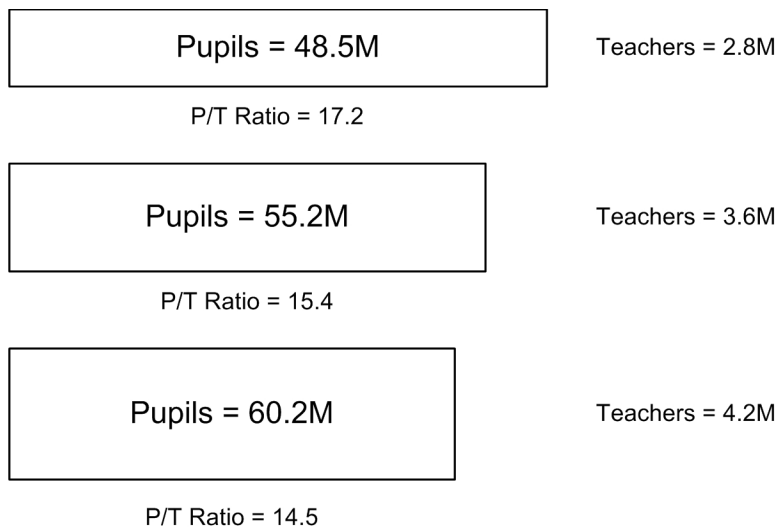 Pupils = 48.5M
Teachers = 2.8M
P/T Ratio = 17.2
Pupils = 55.2M
Teachers = 3.6M
P/T Ratio = 15.4
Pupils = 60.2M
Teachers = 4.2M
P/T Ratio = 14.5